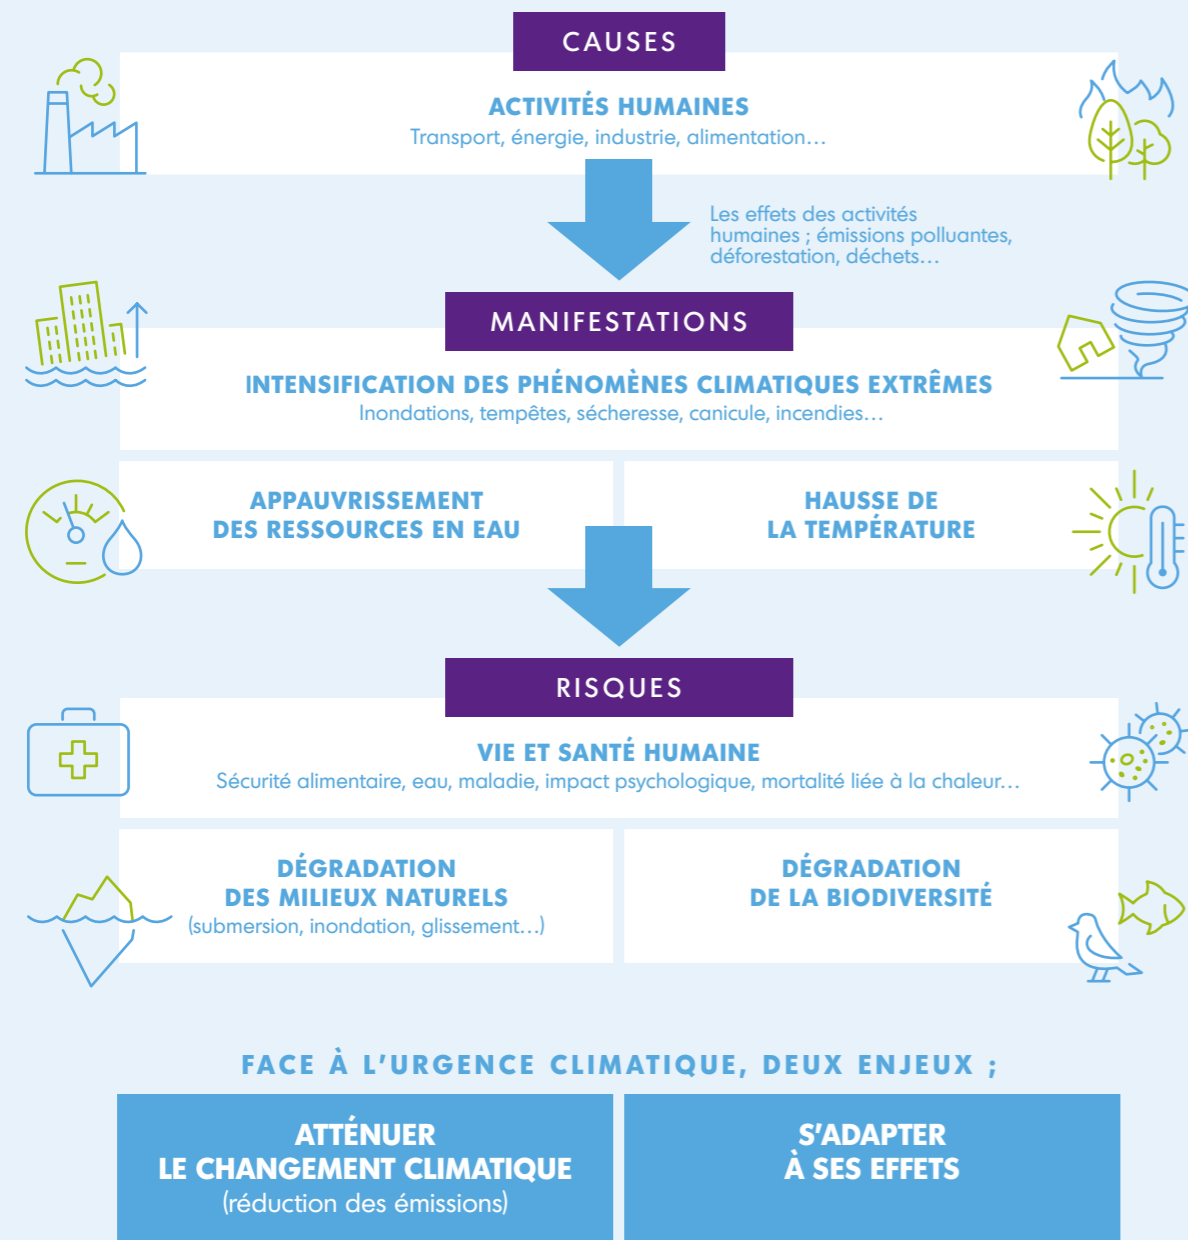 CAUSES
ACTIVITÉS HUMAINES
Transport, énergie, industrie, alimentation…
Les effets des activités
humaines ; émissions polluantes,
déforestation, déchets…
MANIFESTATIONS
INTENSIFICATION DES PHÉNOMÈNES CLIMATIQUES EXTRÊMES
Inondations, tempêtes, sécheresse, canicule, incendies…
APPAUVRISSEMENT
DES RESSOURCES EN EAU
HAUSSE DE
LA TEMPÉRATURE
RISQUES
VIE ET SANTÉ HUMAINE
Sécurité alimentaire, eau, maladie, impact psychologique, mortalité liée à la chaleur…
DÉGRADATION
DES MILIEUX NATURELS
(submersion, inondation, glissement…)
DÉGRADATION
DE LA BIODIVERSITÉ
FACE À L'URGENCE CLIMATIQUE, DEUX ENJEUX ;
ATTÉNUER
LE CHANGEMENT CLIMATIQUE
(réduction des émissions)
S'ADAPTER
À SES EFFETS